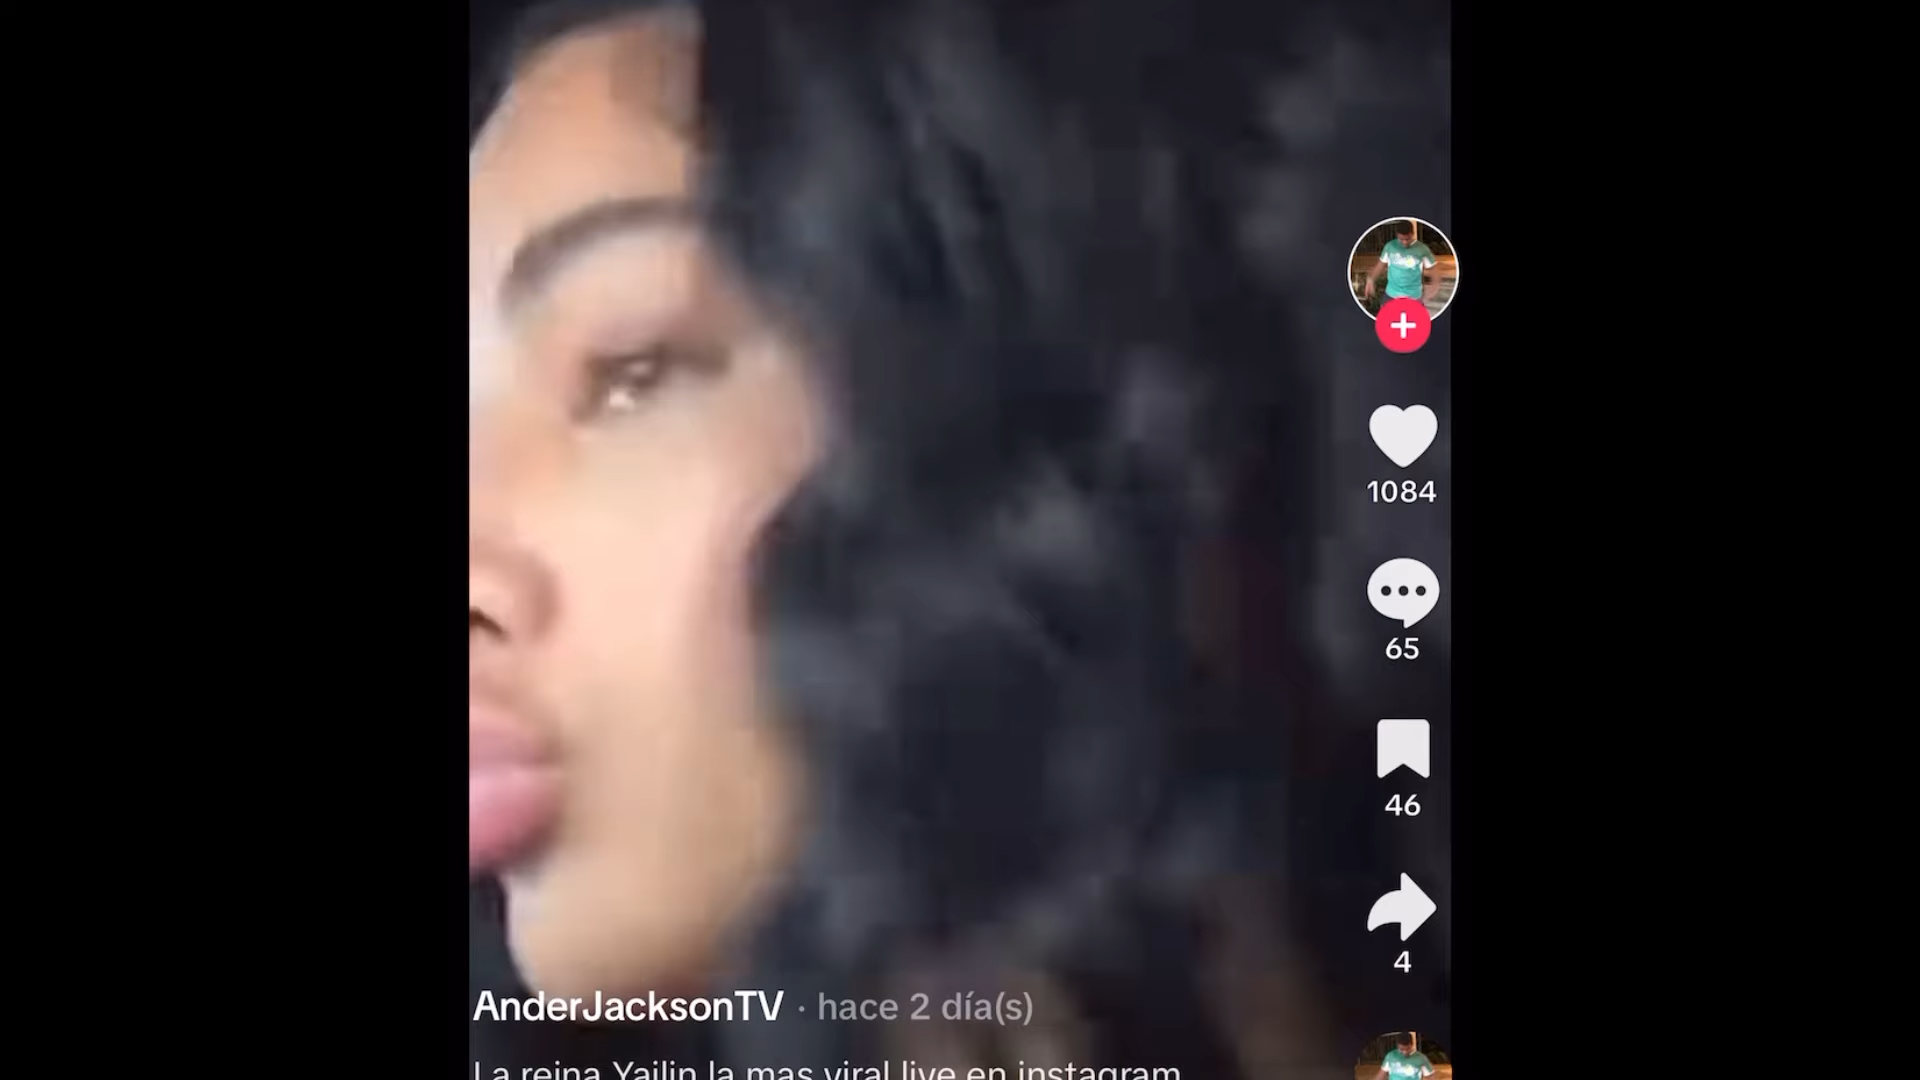 1084
65
46
4
AnderJacksonTV · hace 2 día(s)
La reina Yailin la mas viral live en instagram